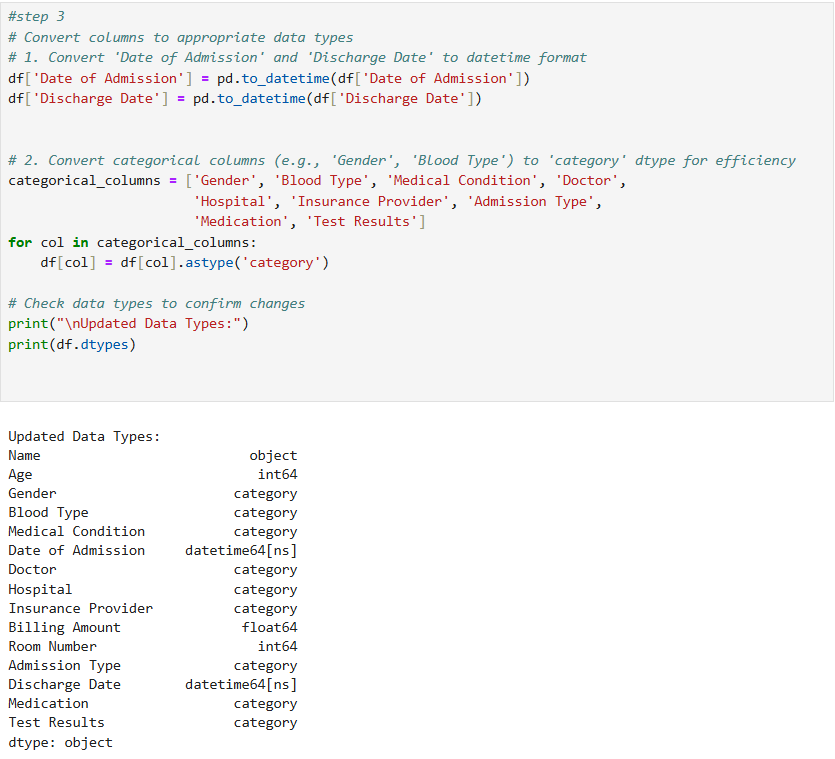 #step 3
# Convert columns to appropriate data types
# 1. Convert 'Date of Admission' and 'Discharge Date' to datetime format
df['Date of Admission'] = pd.to_datetime(df['Date of Admission'])
df['Discharge Date'] = pd.to_datetime(df['Discharge Date'])
# 2. Convert categorical columns (e.g., 'Gender', 'Blood Type') to 'category' dtype for efficiency
categorical_columns = ['Gender', 'Blood Type', 'Medical Condition', 'Doctor',
                       'Hospital', 'Insurance Provider', 'Admission Type',
                       'Medication', 'Test Results']
for col in categorical_columns:
    df[col] = df[col].astype('category')
# Check data types to confirm changes
print("\nUpdated Data Types:")
print(df.dtypes)
Updated Data Types:
Name                          object
Age                            int64
Gender                      category
Blood Type                  category
Medical Condition           category
Date of Admission     datetime64[ns]
Doctor                      category
Hospital                    category
Insurance Provider          category
Billing Amount               float64
Room Number                    int64
Admission Type              category
Discharge Date        datetime64[ns]
Medication                  category
Test Results                category
dtype: object